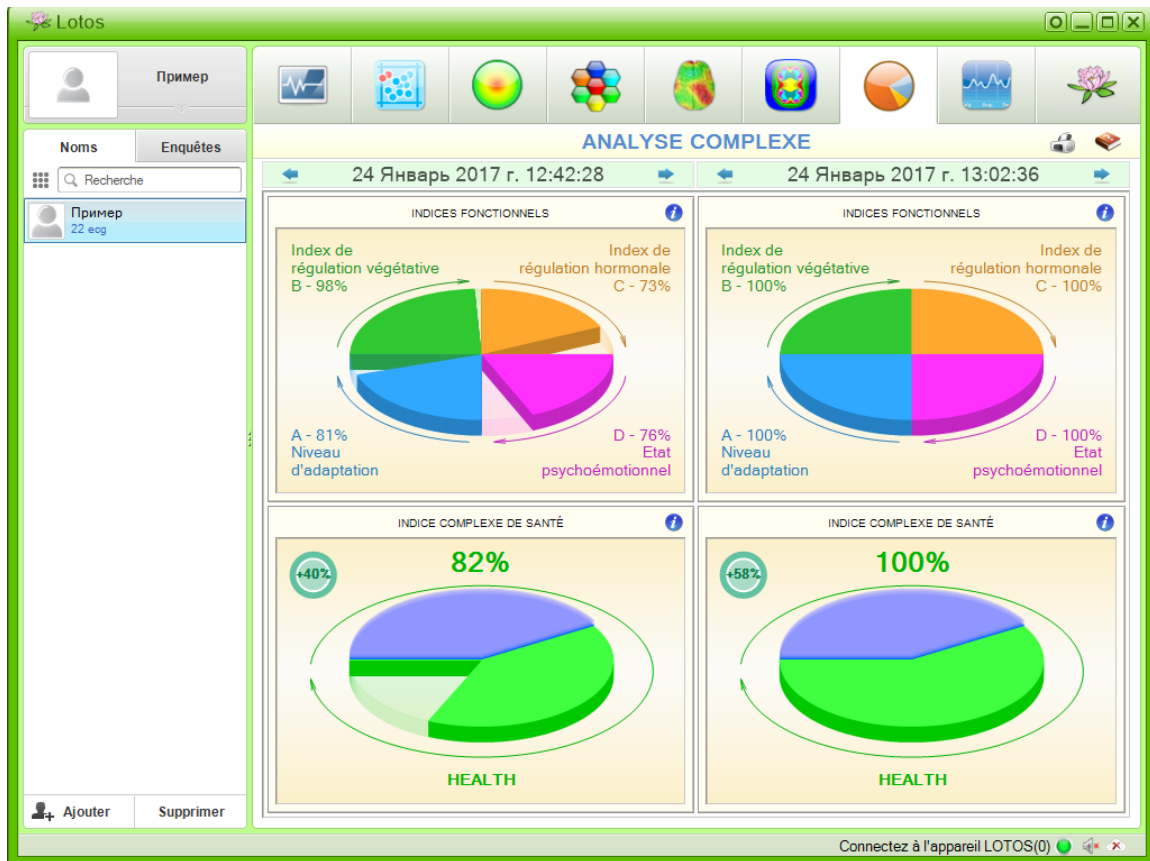 Lotos
Пример
Noms
Enquêtes
Recherche
Пример
22 ecg
Ajouter
Supprimer
ANALYSE COMPLEXE
24 Январь 2017 г. 12:42:28
24 Январь 2017 г. 13:02:36
INDICES FONCTIONNELS
Index de
régulation végétative
B - 98%
Index de
régulation hormonale
C - 73%
A - 81%
Niveau
d'adaptation
D - 76%
Etat
psychoémotionnel
INDICES FONCTIONNELS
Index de
régulation végétative
B - 100%
Index de
régulation hormonale
C - 100%
A - 100%
Niveau
d'adaptation
D - 100%
Etat
psychoémotionnel
INDICE COMPLEXE DE SANTÉ
+40%
82%
HEALTH
INDICE COMPLEXE DE SANTÉ
+58%
100%
HEALTH
Connectez à l'appareil LOTOS(0)